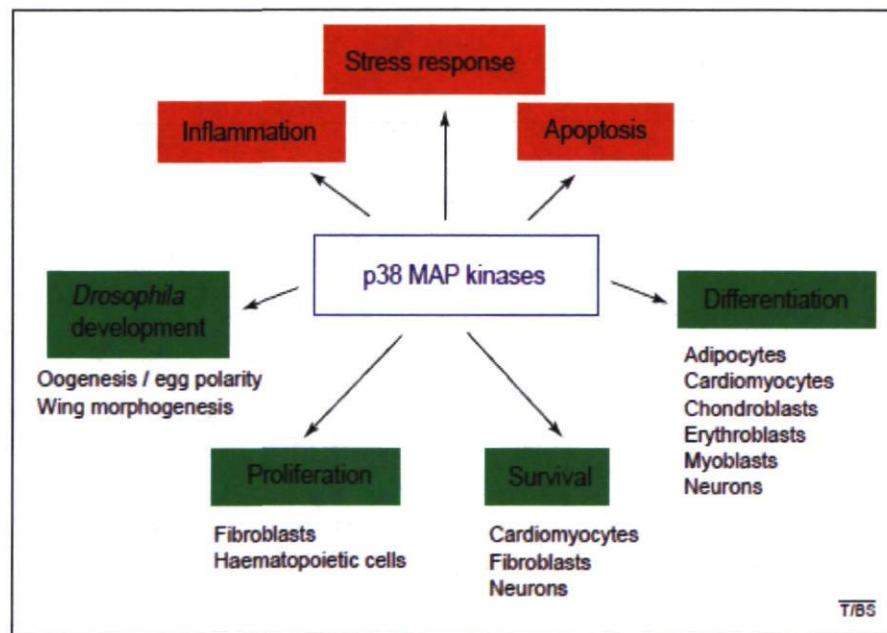 Stress response
Inflammation
Apoptosis
p38 MAP kinases
Drosophila
development
Oogenesis / egg polarity
Wing morphogenesis
Differentiation
Adipocytes
Cardiomyocytes
Chondroblasts
Erythroblasts
Myoblasts
Neurons
Proliferation
Fibroblasts
Haematopoietic cells
Survival
Cardiomyocytes
Fibroblasts
Neurons
TiBS